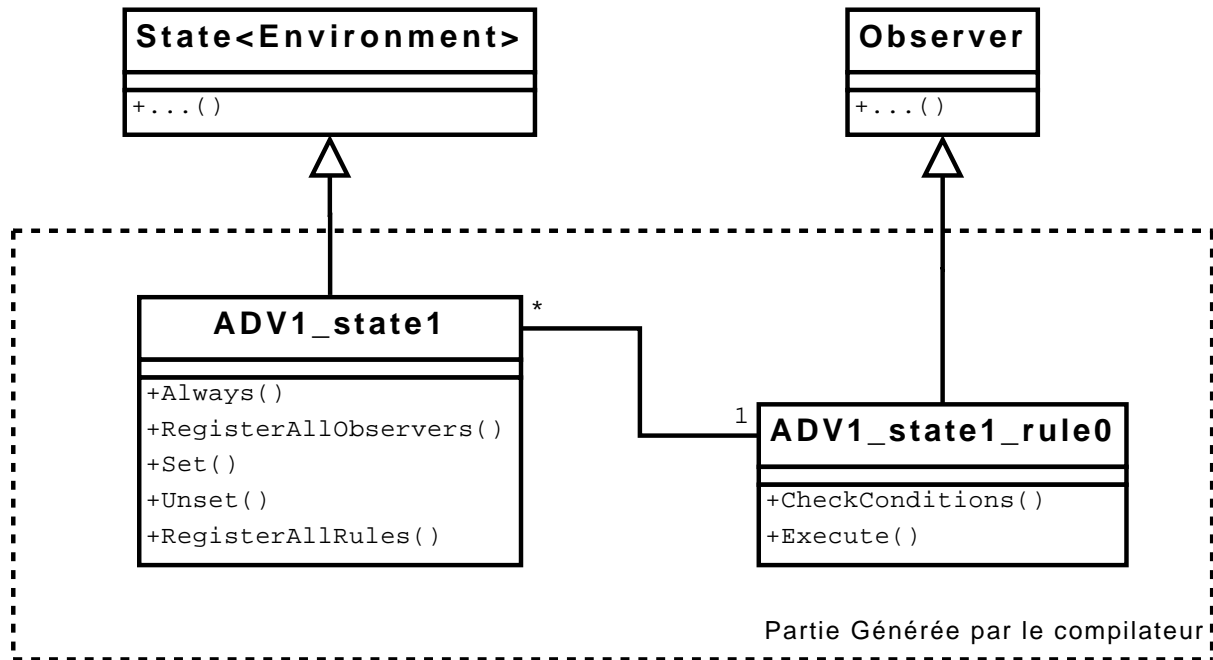 State<Environment>
+...()
Observer
+...()
ADV1_state1
+Always()
+RegisterAllObservers()
+Set()
+Unset()
+RegisterAllRules()
*
1
ADV1_state1_rule0
+CheckConditions()
+Execute()
Partie Générée par le compilateur